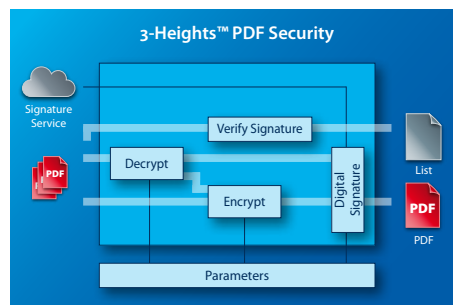 3-Heights™ PDF Security
Signature
Service
Verify Signature
List
Decrypt
PDF
Encrypt
Digital
Signature
PDF
PDF
Parameters